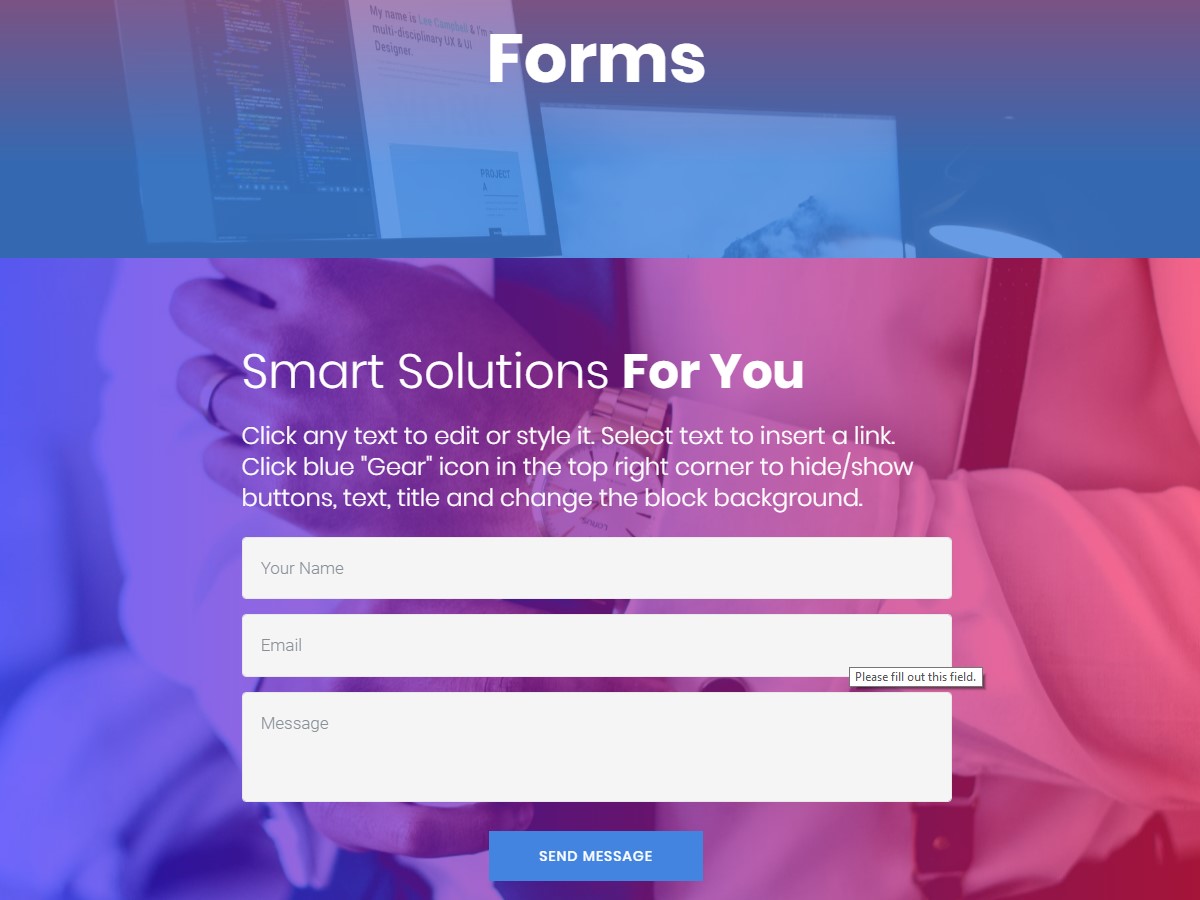 My name is Lee Campbell & I'm a
multi-disciplinary UX & UI
Designer.
Forms
PROJECT
A
Smart Solutions For You
Click any text to edit or style it. Select text to insert a link.
Click blue "Gear" icon in the top right corner to hide/show
buttons, text, title and change the block background.
Your Name
Email
Please fill out this field.
Message
SEND MESSAGE